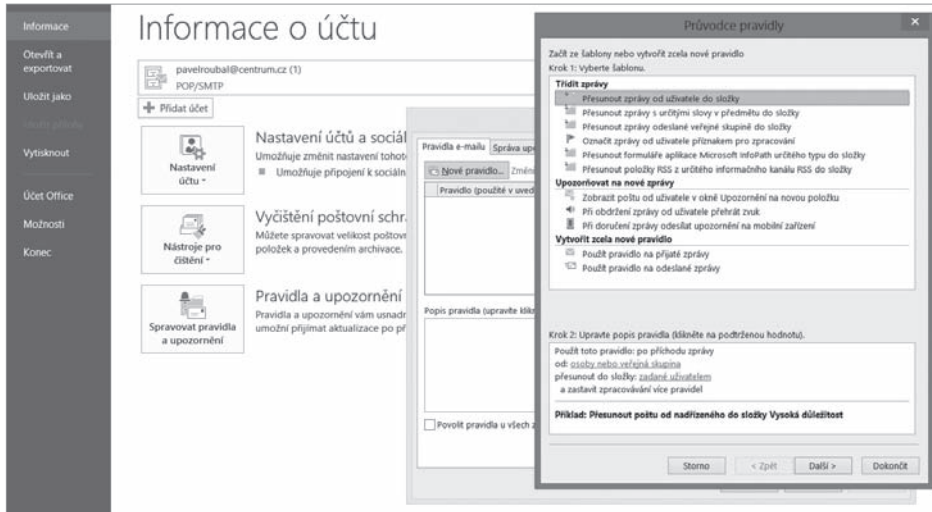 Informace
Otevřít a
exportovat
Uložit jako
Uložit přílohy
Vytisknout
Účet Office
Možnosti
Konec
Informace o účtu
pavelroubal@centrum.cz (1)
POP/SMTP
Přidat účet
Nastavení
účtu
Nastavení účtů a sociál
Umožňuje změnit nastavení tohot
Umožňuje připojení k sociáln
Nástroje pro
čištění
Vyčištění poštovní schr
Můžete spravovat velikost poštovn
položek a provedením archivace.
Spravovat pravidla
a upozornění
Pravidla a upozornění
Pravidla a upozornění vám usnadr
umožní přijímat aktualizace po př
Pravidla e-mailu Správa upo
Nové pravidlo... Změni
Pravidlo (použité v uved
Popis pravidla (upravíte klikn
Povolit pravidla u všech z
Průvodce pravidly
Začít ze šablony nebo vytvořit zcela nové pravidlo
Krok 1: Vyberte šablonu.
Třídit zprávy
Přesunout zprávy od uživatele do složky
Přesunout zprávy s určitými slovy v předmětu do složky
Přesunout zprávy odeslané veřejné skupině do složky
Označit zprávy od uživatele příznakem pro zpracování
Přesunout formuláře aplikace Microsoft InfoPath určitého typu do složky
Přesunout položky RSS z určitého informačního kanálu RSS do složky
Upozorňovat na nové zprávy
Zobrazit poštu od uživatele v okně Upozornění na novou položku
Při obdržení zprávy od uživatele přehrát zvuk
Při doručení zprávy odesílat upozornění na mobilní zařízení
Vytvořit zcela nové pravidlo
Použít pravidlo na přijaté zprávy
Použít pravidlo na odeslané zprávy
Krok 2: Upravte popis pravidla (klikněte na podtrženou hodnotu).
Použít toto pravidlo: po příchodu zprávy
od: osoby nebo veřejná skupina
přesunout do složky: zadané uživatelem
a zastavit zpracovávání více pravidel
Příklad: Přesunout poštu od nadřízeného do složky Vysoká důležitost
Storno < Zpět Další > Dokončit